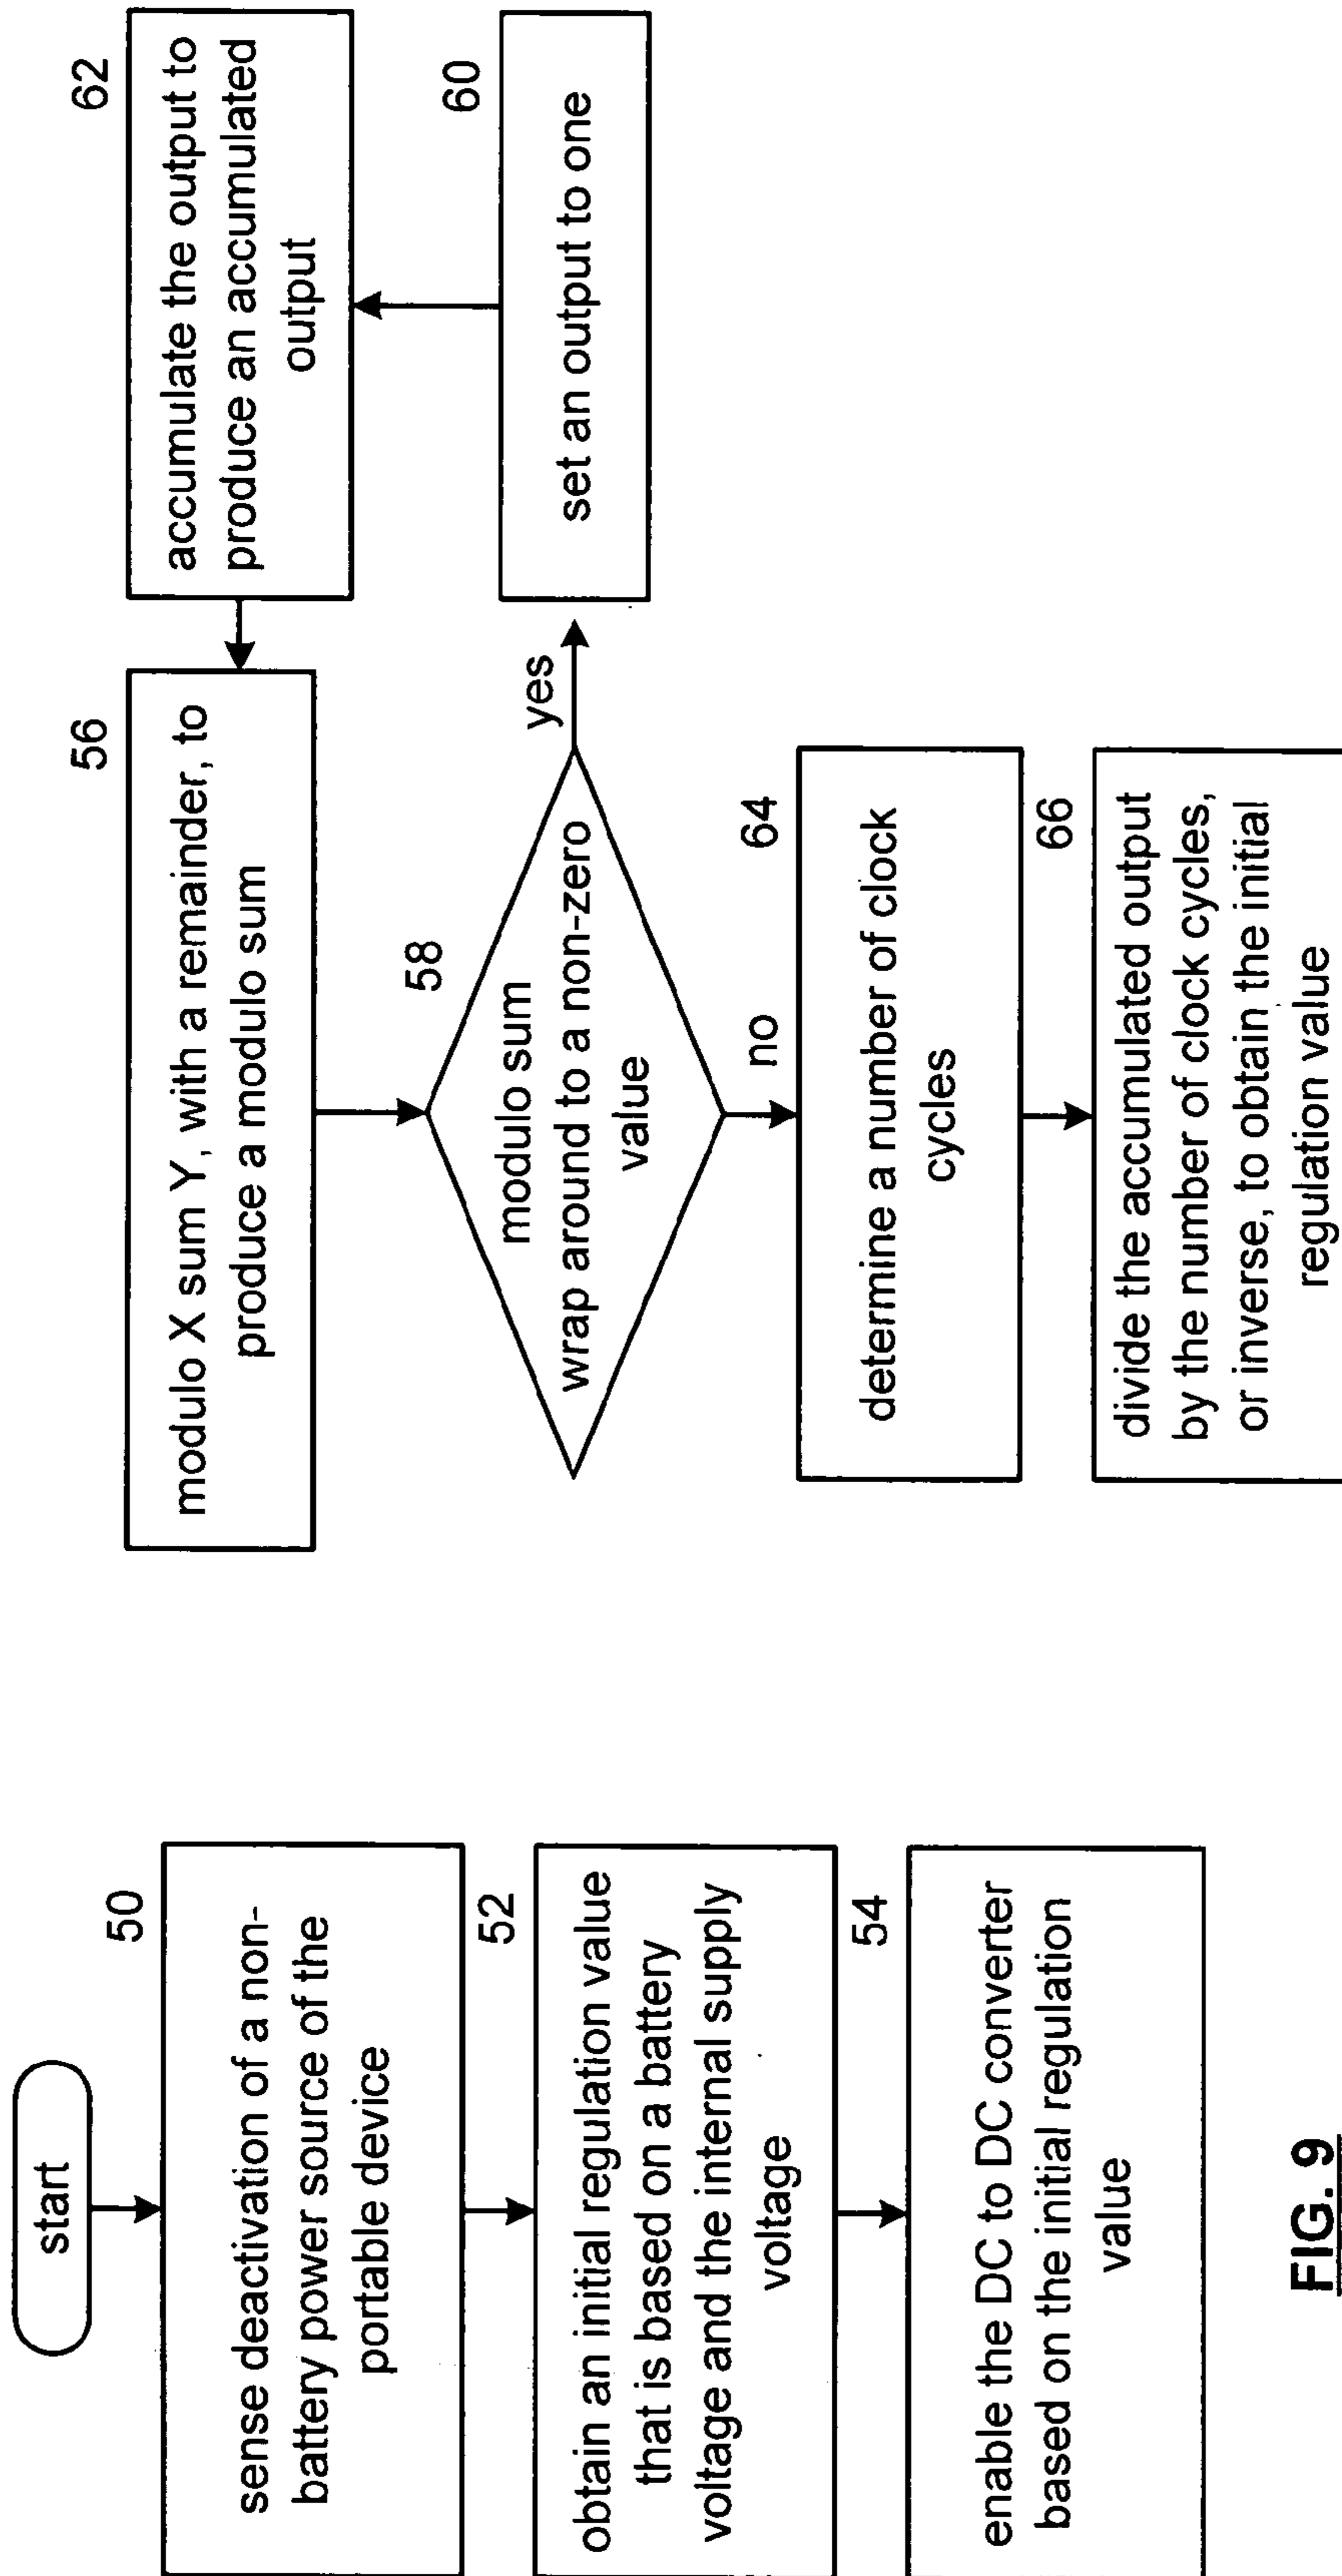 start
50
sense deactivation of a non-
battery power source of the
portable device
52
obtain an initial regulation value
that is based on a battery
voltage and the internal supply
voltage
54
enable the DC to DC converter
based on the initial regulation
value
FIG. 9
56
modulo X sum Y, with a remainder, to
produce a modulo sum
58
modulo sum
wrap around to a non-zero
value
yes
no
60
set an output to one
62
accumulate the output to
produce an accumulated
output
64
determine a number of clock
cycles
66
divide the accumulated output
by the number of clock cycles,
or inverse, to obtain the initial
regulation value